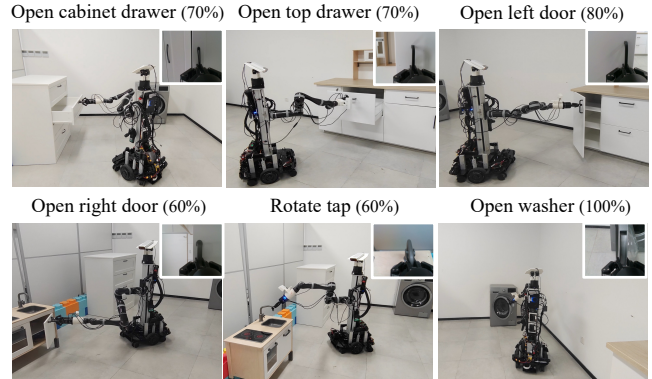 Open cabinet drawer (70%)
Open top drawer (70%)
Open left door (80%)
Open right door (60%)
Rotate tap (60%)
Open washer (100%)